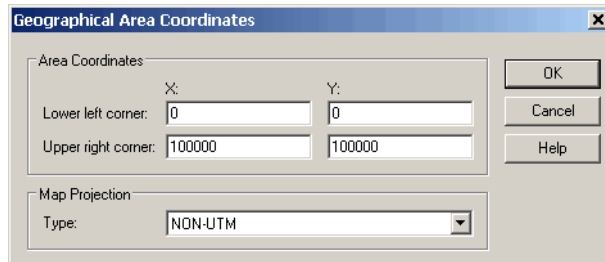 Geographical Area Coordinates
Area Coordinates
X: Y:
Lower left corner: 0 0
Upper right corner: 100000 100000
Map Projection
Type: NON-UTM
OK
Cancel
Help